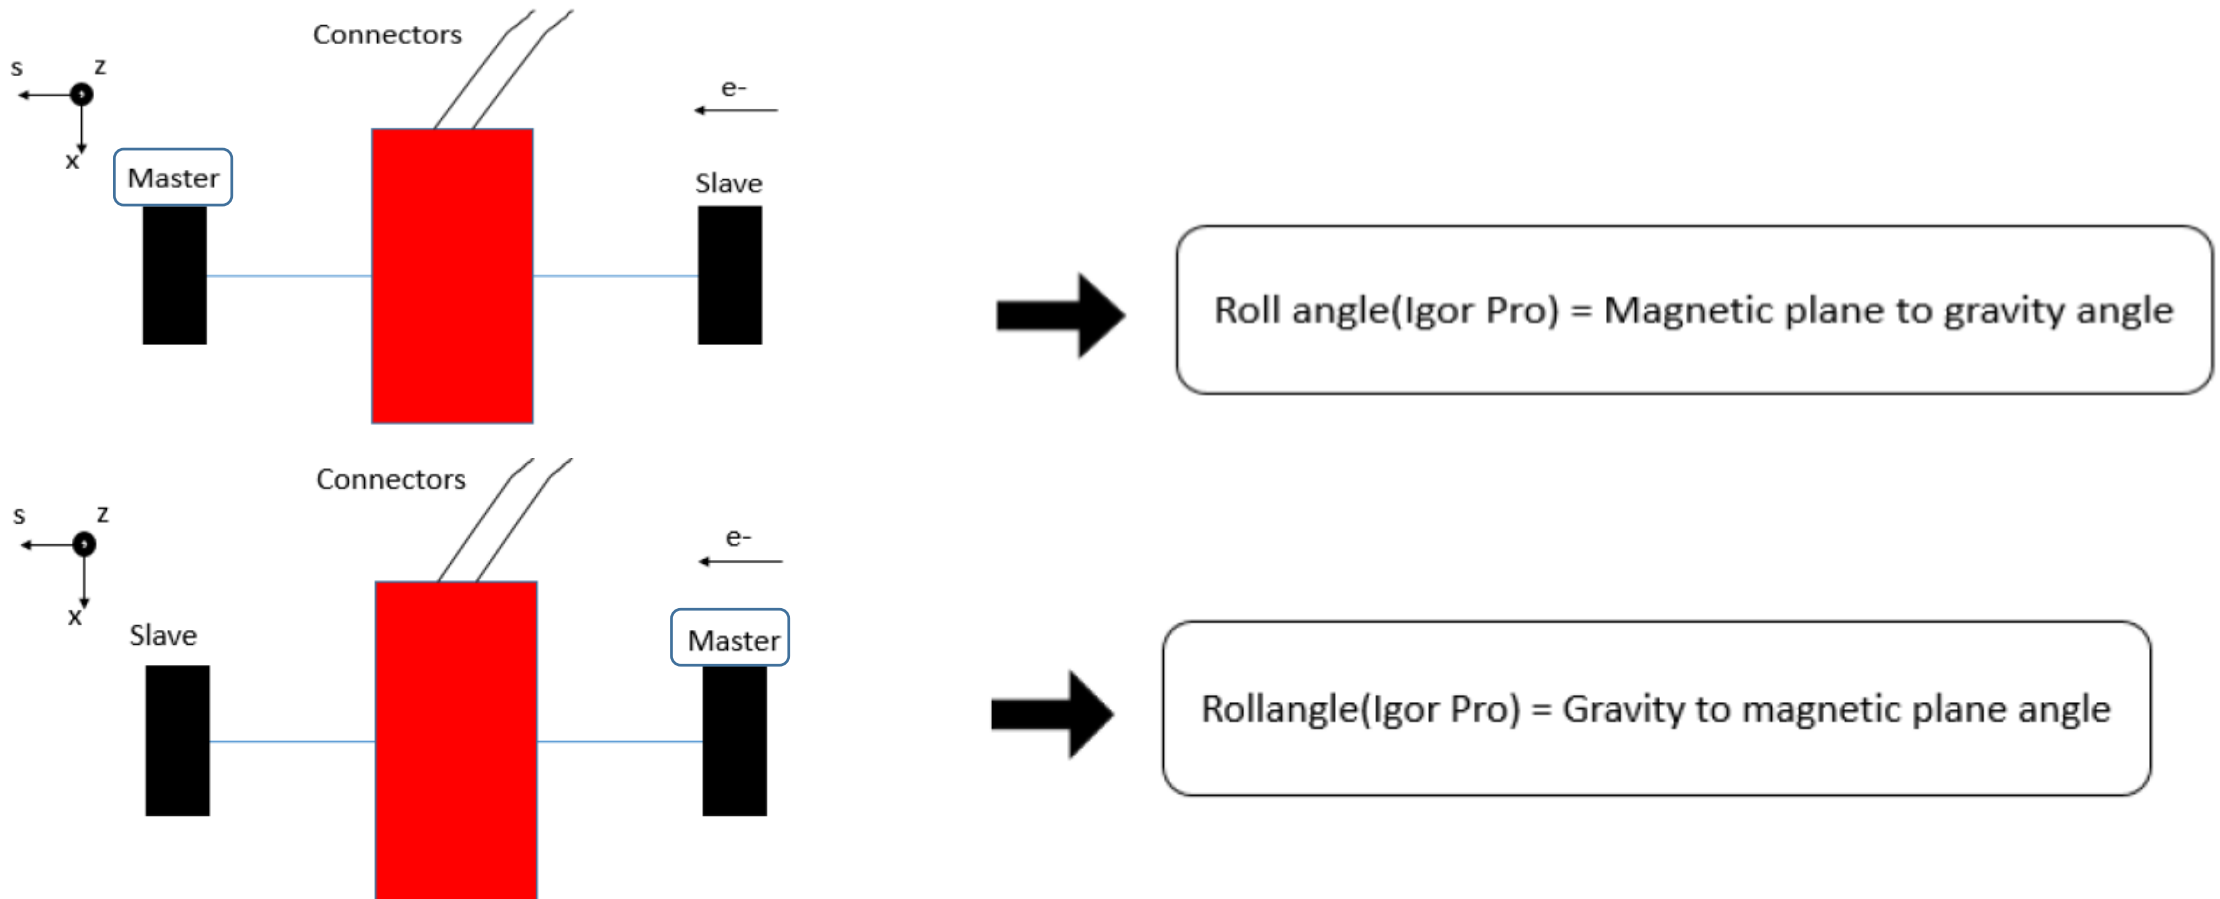 Connectors
s
z
e-
x
Master
Slave
Roll angle(Igor Pro) = Magnetic plane to gravity angle
Connectors
s
z
e-
x
Slave
Master
Rollangle(Igor Pro) = Gravity to magnetic plane angle